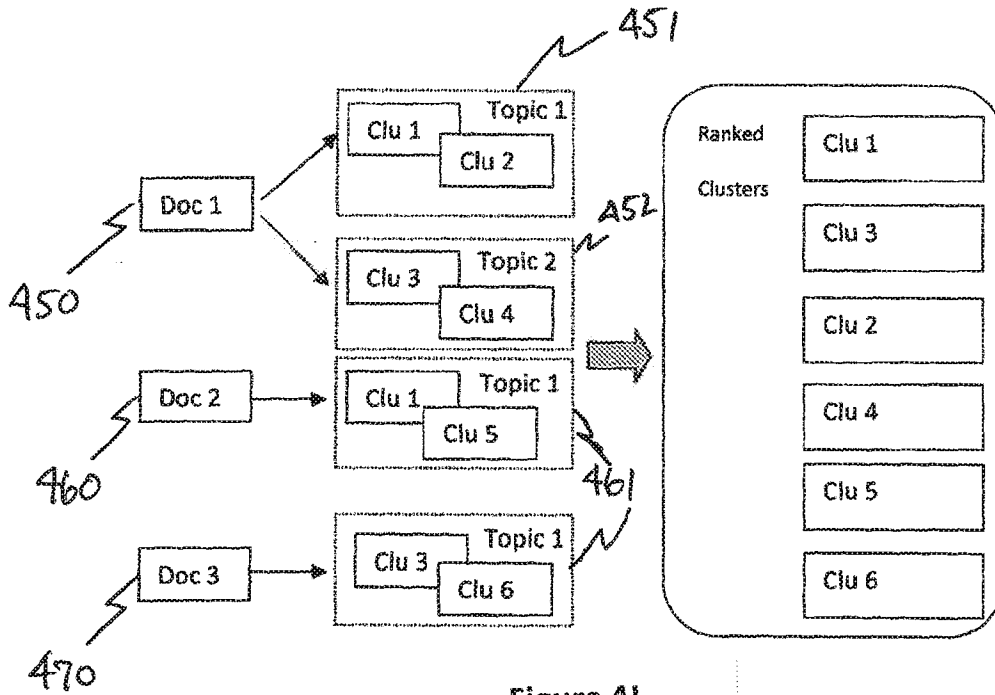 451
Topic 1
Clu 1
Clu 2
Doc 1
450
452
Topic 2
Clu 3
Clu 4
Doc 2
460
Topic 1
Clu 1
Clu 5
461
Doc 3
470
Topic 1
Clu 3
Clu 6
Ranked
Clusters
Clu 1
Clu 3
Clu 2
Clu 4
Clu 5
Clu 6